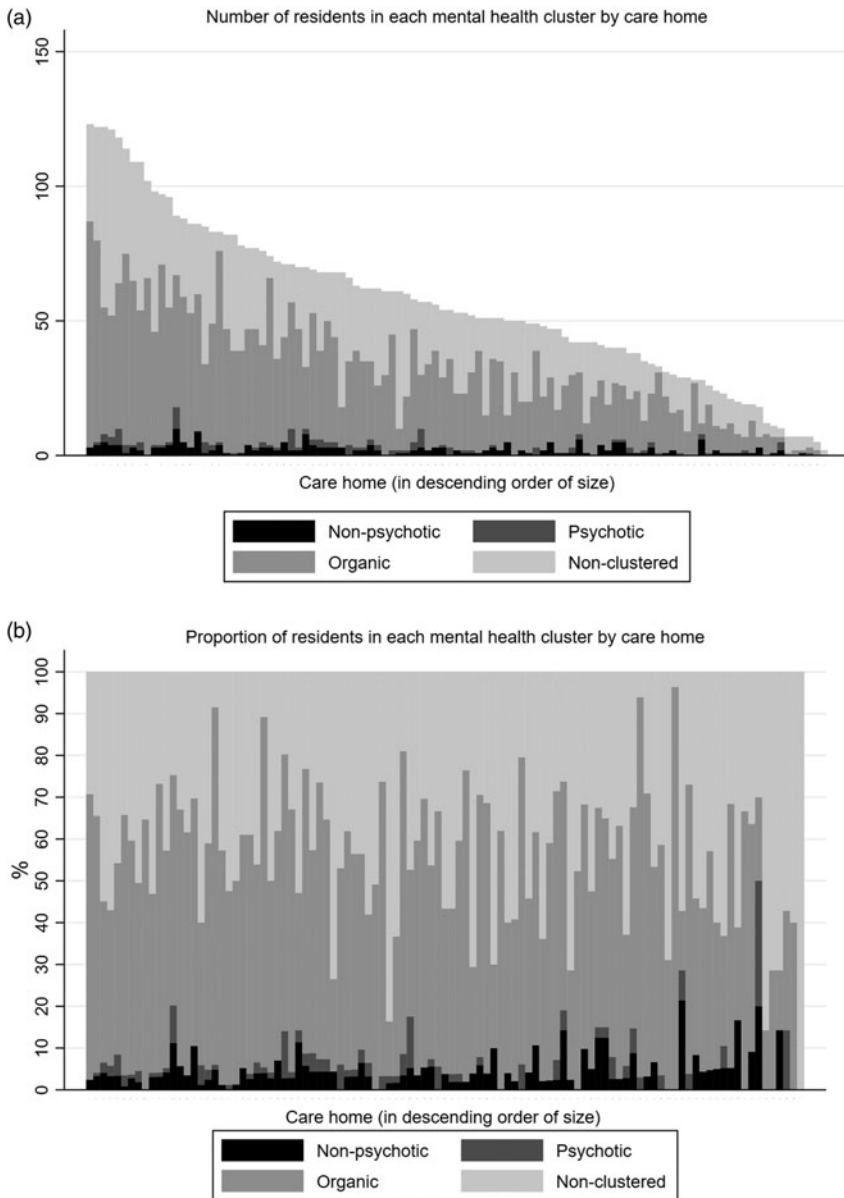 (a)
Number of residents in each mental health cluster by care home
150
100
50
0
Care home (in descending order of size)
Non-psychotic Psychotic
Organic Non-clustered
(b)
Proportion of residents in each mental health cluster by care home
100
90
80
70
60
50
40
30
20
10
0
%
Care home (in descending order of size)
Non-psychotic Psychotic
Organic Non-clustered